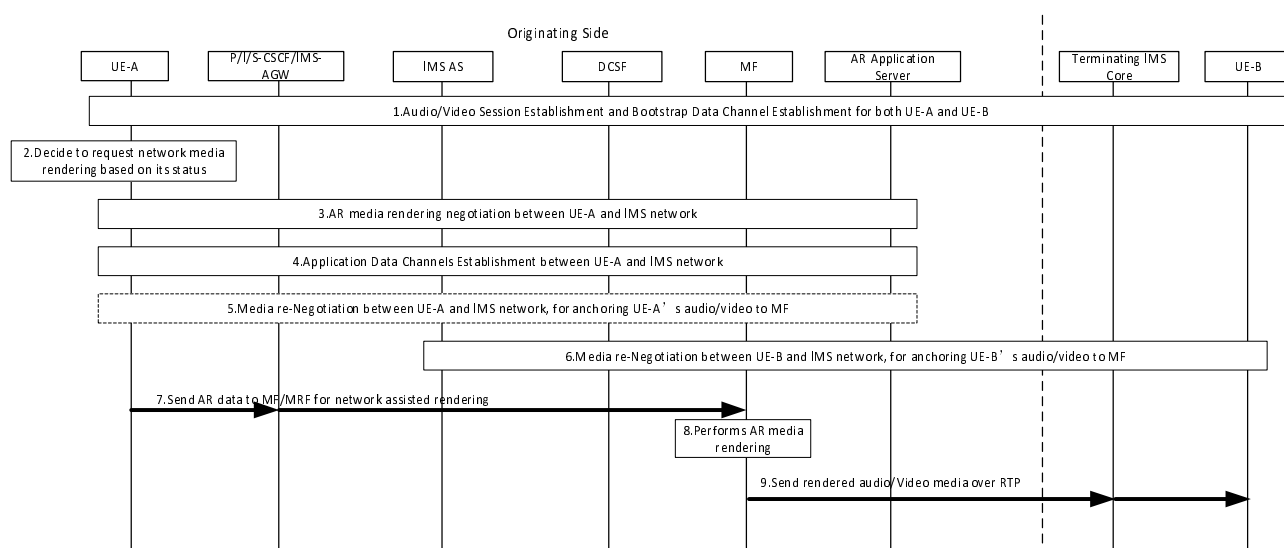 Originating Side
UE-A
P/I/S-CSCF/IMS-
AGW
IMS AS
DCSF
MF
AR Application
Server
Terminating IMS
Core
UE-B
1.Audio/Video Session Establishment and Bootstrap Data Channel Establishment for both UE-A and UE-B
2.Decide to request network media
rendering based on its status
3.AR media rendering negotiation between UE-A and IMS network
4.Application Data Channels Establishment between UE-A and IMS network
5.Media re-Negotiation between UE-A and IMS network, for anchoring UE-A’s audio/video to MF
6.Media re-Negotiation between UE-B and IMS network, for anchoring UE-B’s audio/video to MF
7.Send AR data to MF/MRF for network assisted rendering
8.Performs AR media
rendering
9.Send rendered audio/Video media over RTP